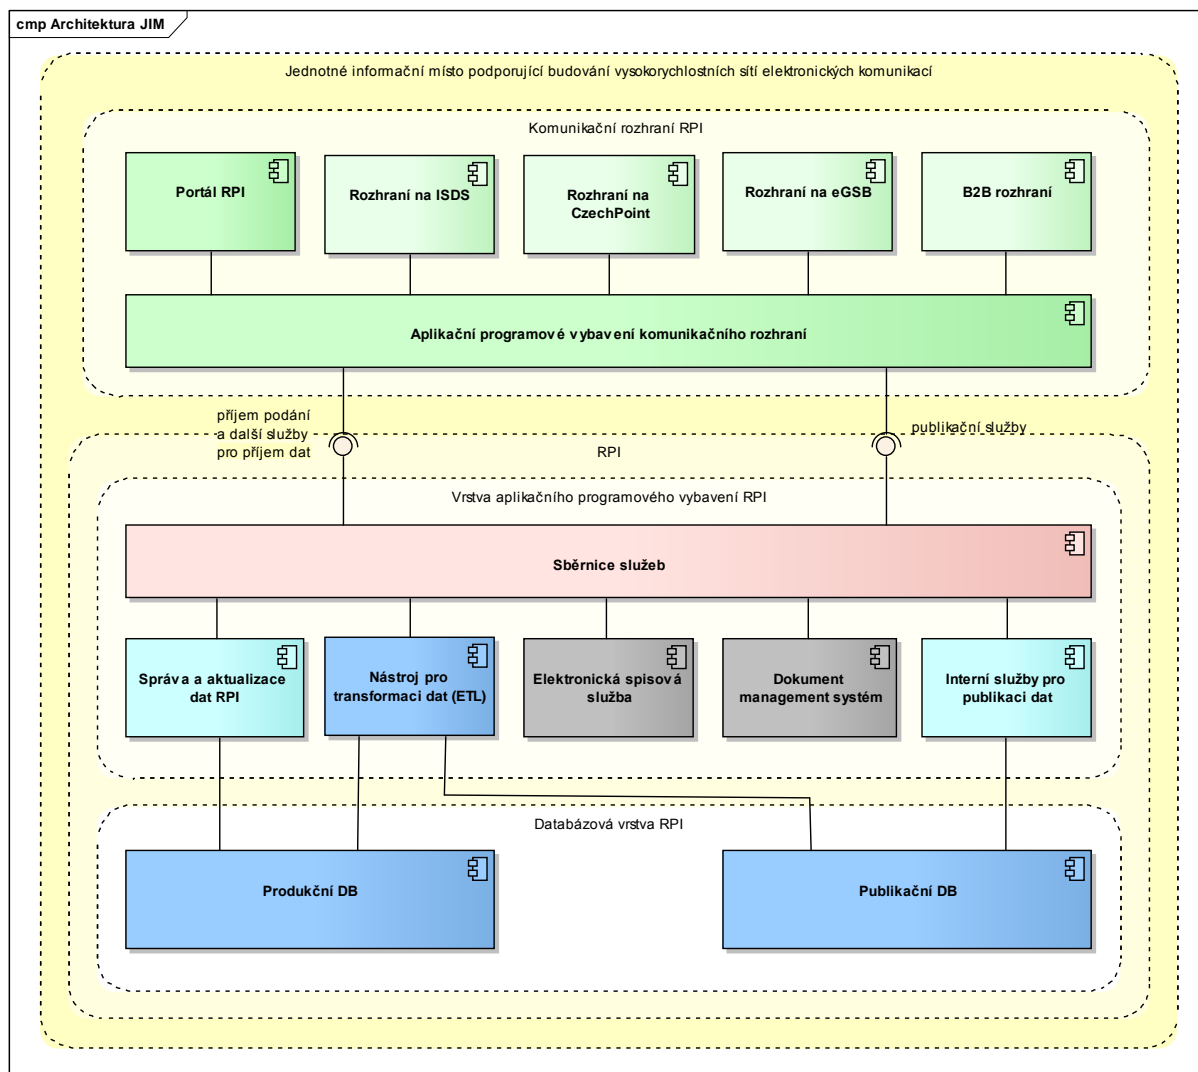 cmp Architektura JIM
Jednotné informační místo podporující budování vysokorychlostních sítí elektronických komunikací
Komunikační rozhraní RPI
Portál RPI
Rozhraní na ISDS
Rozhraní na
CzechPoint
Rozhraní na eGSB
B2B rozhraní
Aplikační programové vybavení komunikačního rozhraní
příjem podání
a další služby
pro příjem dat
publikační služby
RPI
Vrstva aplikačního programového vybavení RPI
Sběrnice služeb
Správa a aktualizace
dat RPI
Nástroj pro
transformaci dat (ETL)
Elektronická spisová
služba
Dokument
management systém
Interní služby pro
publikaci dat
Databázová vrstva RPI
Produkční DB
Publikační DB